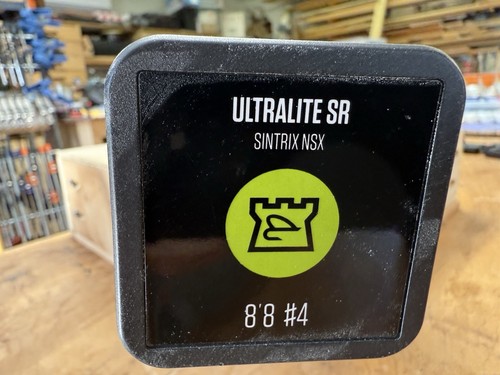 ULTRALITE SR
SINTRIX NSX
8'8 #4